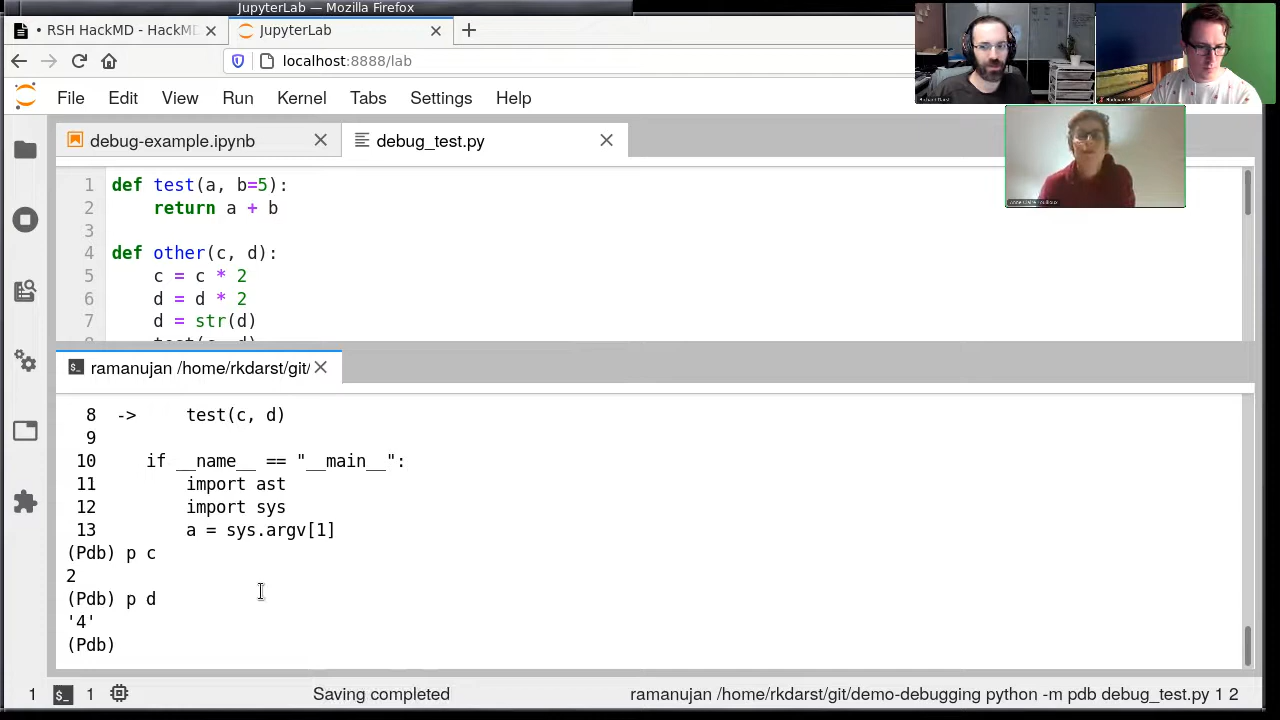 JupyterLab — Mozilla Firefox
• RSH HackMD - HackMD
JupyterLab
localhost:8888/lab
File Edit View Run Kernel Tabs Settings Help
debug-example.ipynb
debug_test.py
1 def test(a, b=5):
2 return a + b
3
4 def other(c, d):
5 c = c * 2
6 d = d * 2
7 d = str(d)
ramanujan /home/rkdarst/git/
8 -> test(c, d)
9
10 if __name__ == "__main__":
11 import ast
12 import sys
13 a = sys.argv[1]
(Pdb) p c
2
(Pdb) p d
'4'
(Pdb)
1 1 Saving completed ramanujan /home/rkdarst/git/demo-debugging python -m pdb debug_test.py 1 2